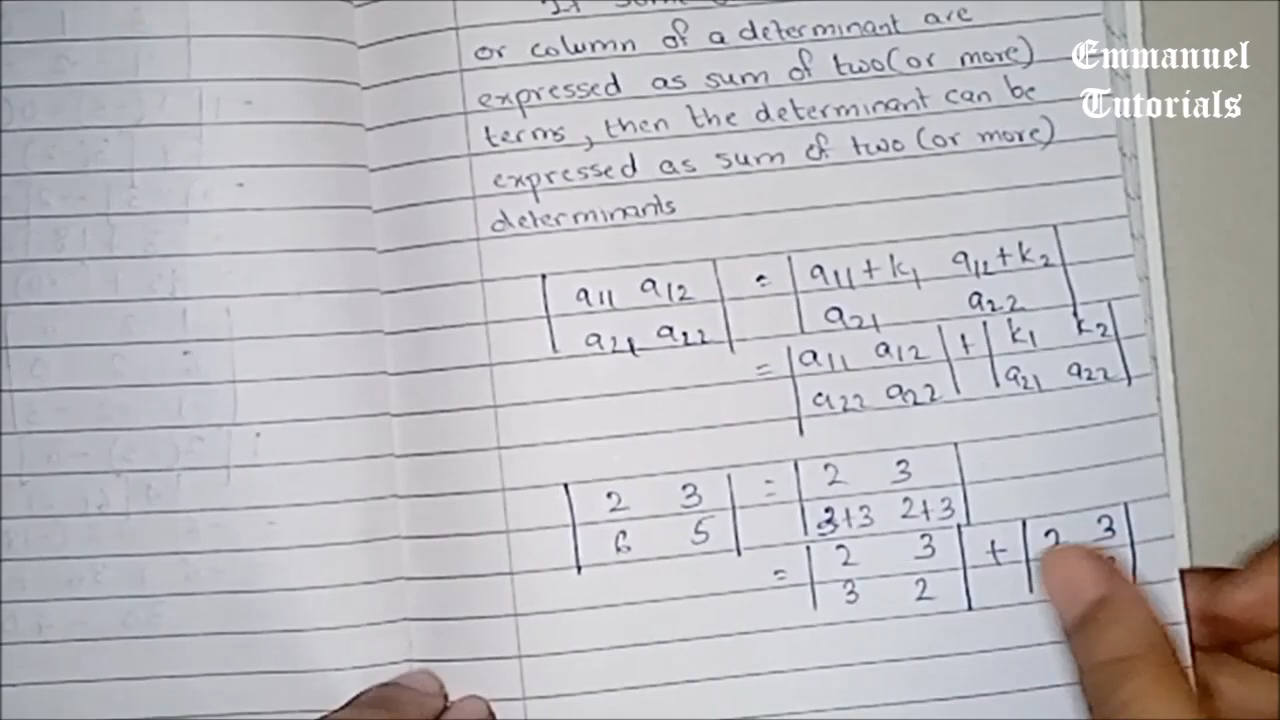 Emmanuel
Tutorials
If some
or column of a determinant are
expressed as sum of two (or more)
terms, then the determinant can be
expressed as sum of two (or more)
determinants
| a11 a12 | = | a11+k1 a12+k2 |
| a21 a22 | | a21 a22 |
= | a11 a12 | + | k1 k2 |
| a22 a22 | | a21 a22 |
| 2 3 | = | 2 3 |
| 6 5 | | 3+3 2+3 |
= | 2 3 | + | 2 3 |
| 3 2 |